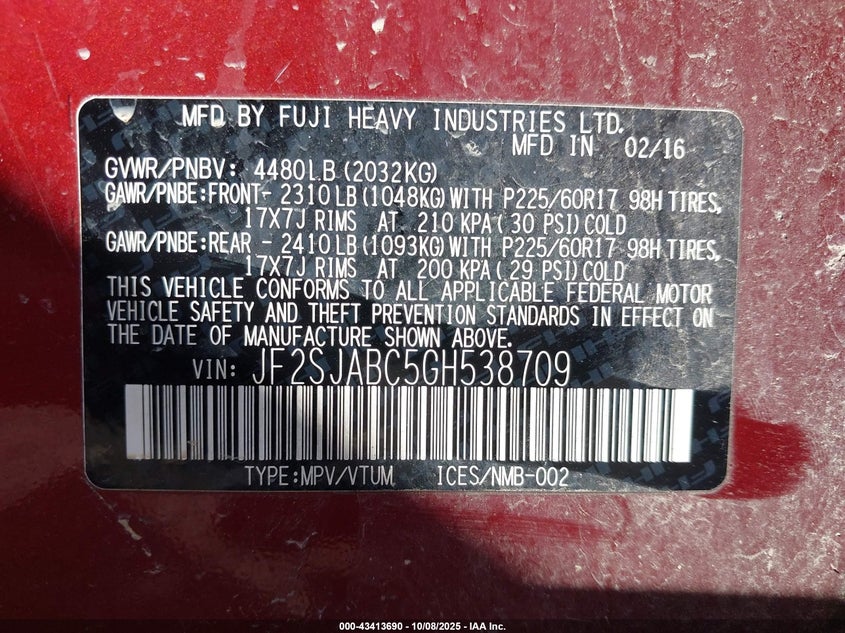 MFD BY FUJI HEAVY INDUSTRIES LTD.
MFD IN 02/16
GVWR/PNBV: 4480LB (2032KG)
GAWR/PNBE:FRONT- 2310 LB (1048KG) WITH P225/60R17 98H TIRES,
17X7J RIMS AT 210 KPA( 30 PSI) COLD
GAWR/PNBE:REAR - 2410 LB (1093KG) WITH P225/60R17 98H TIRES,
17X7J RIMS AT 200 KPA( 29 PSI) COLD
THIS VEHICLE CONFORMS TO ALL APPLICABLE FEDERAL MOTOR
VEHICLE SAFETY AND THEFT PREVENTION STANDARDS IN EFFECT ON
THE DATE OF MANUFACTURE SHOWN ABOVE.
VIN: JF2SJABC5GH538709
TYPE:MPV/VTUM ICES/NMB-002
000-43413690 - 10/08/2025 - IAA Inc.